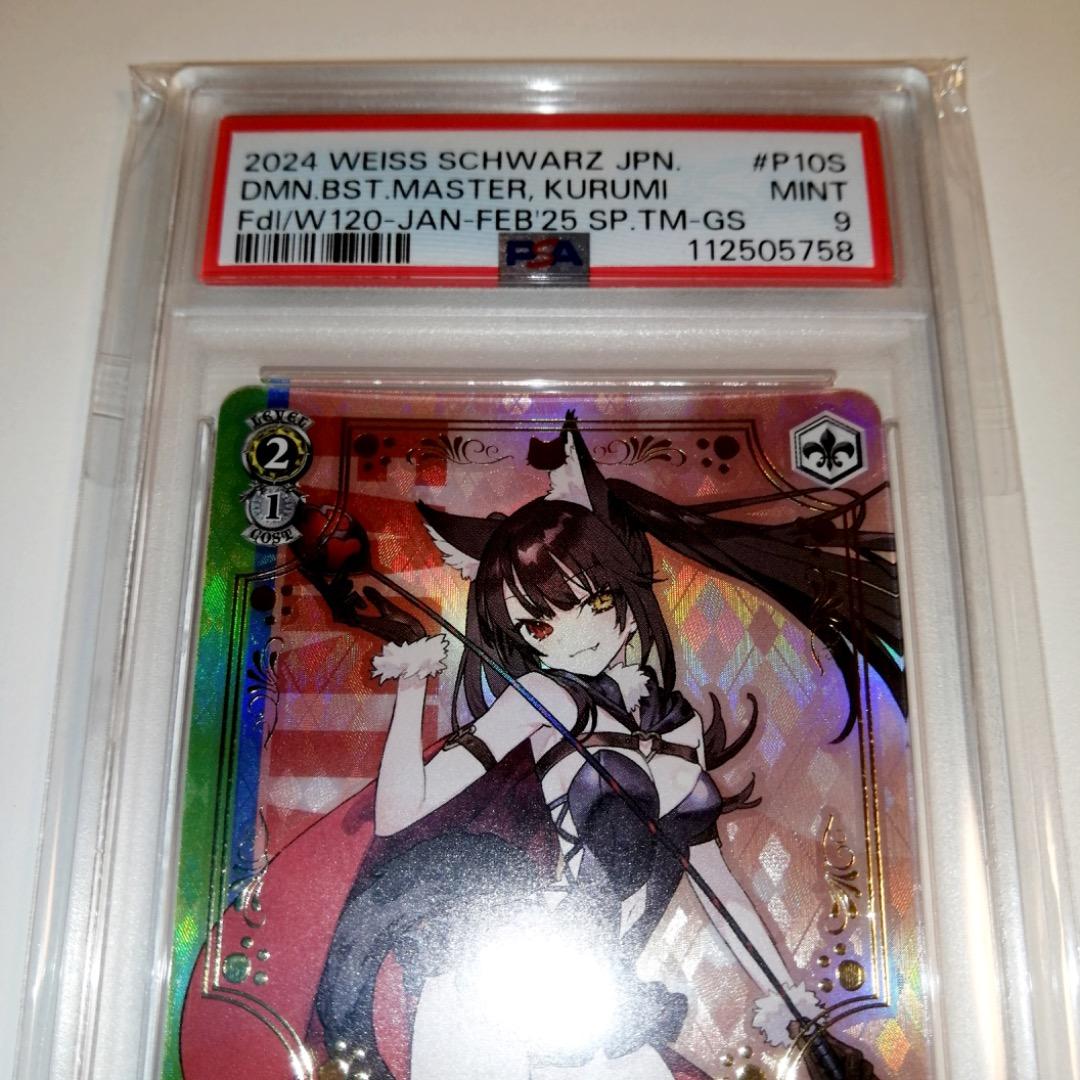 2024 WEISS SCHWARZ JPN. #P10S
DMN.BST.MASTER, KURUMI MINT
Fdl/W120-JAN-FEB'25 SP.TM-GS 9
PSA 112505758
LEVEL
2
1
COST